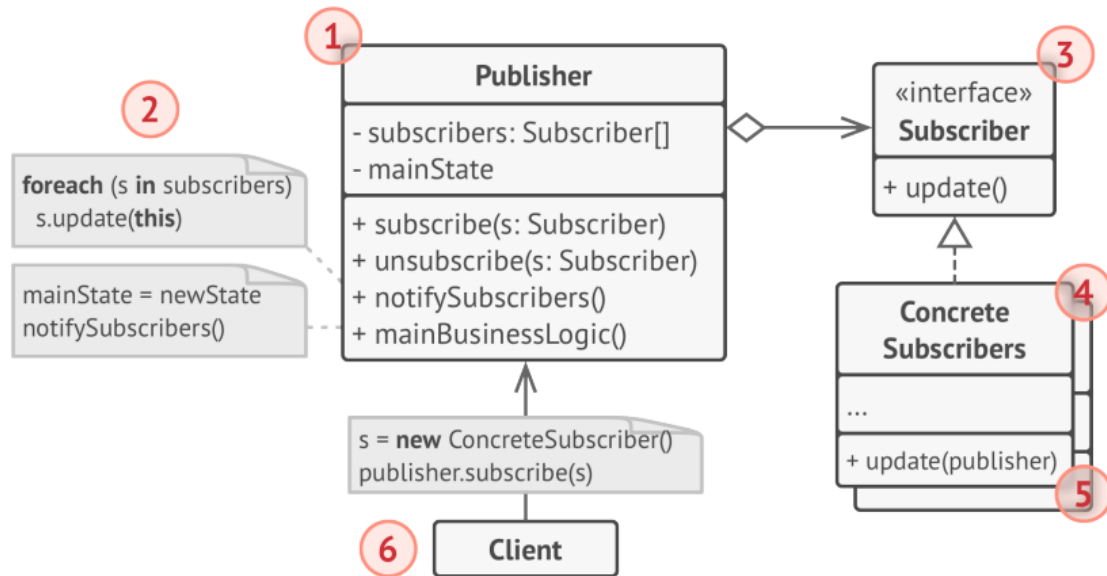 1
Publisher
- subscribers: Subscriber[]
- mainState
+ subscribe(s: Subscriber)
+ unsubscribe(s: Subscriber)
+ notifySubscribers()
+ mainBusinessLogic()
2
foreach (s in subscribers)
s.update(this)
mainState = newState
notifySubscribers()
3
«interface»
Subscriber
+ update()
4
Concrete
Subscribers
...
+ update(publisher)
5
s = new ConcreteSubscriber()
publisher.subscribe(s)
6
Client